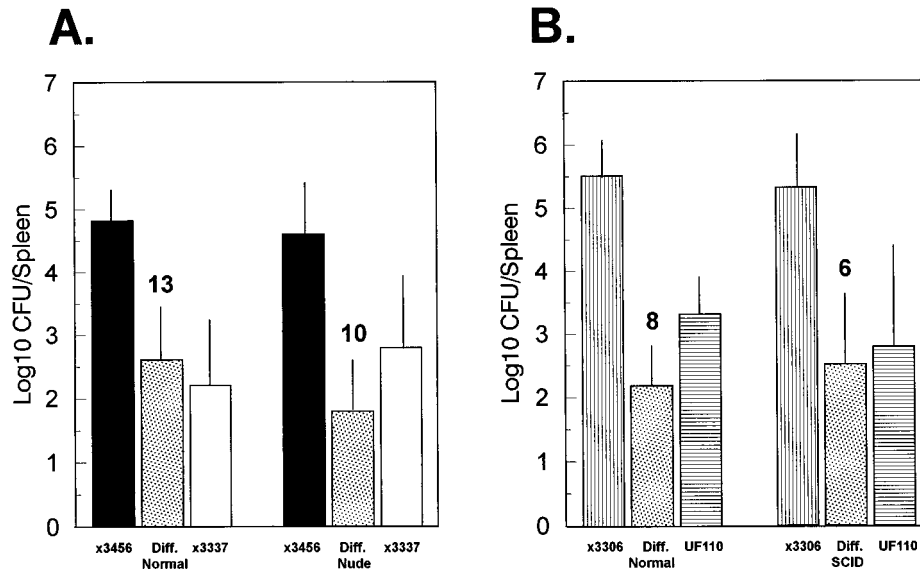 A.
Log10 CFU/Spleen
7
6
5
4
3
2
1
0
13
10
x3456 Diff. x3337 x3456 Diff. x3337
Normal Nude
B.
Log10 CFU/Spleen
7
6
5
4
3
2
1
0
8
6
x3306 Diff. UF110 x3306 Diff. UF110
Normal SCID